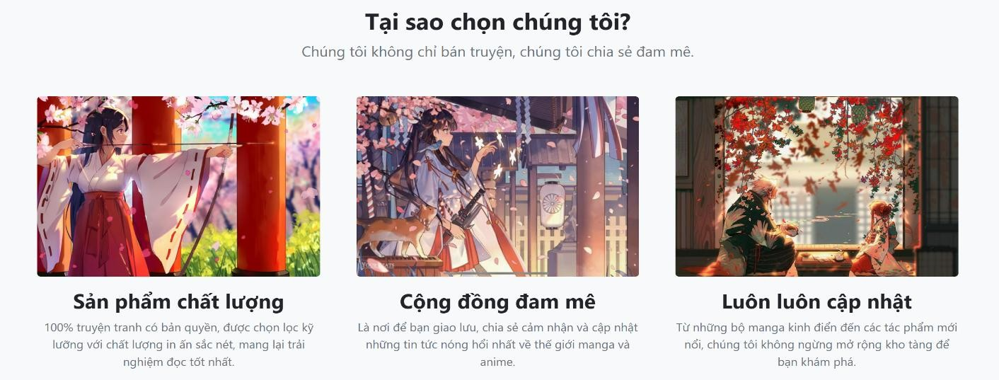 Tại sao chọn chúng tôi?
Chúng tôi không chỉ bán truyện, chúng tôi chia sẻ đam mê.
YOUR BEATS
Sản phẩm chất lượng
100% truyện tranh có bản quyền, được chọn lọc kỹ
lưỡng với chất lượng in ấn sắc nét, mang lại trải
nghiệm đọc tốt nhất.
Cộng đồng đam mê
Là nơi để bạn giao lưu, chia sẻ cảm nhận và cập nhật
những tin tức nóng hổi nhất về thế giới manga và
anime.
Luôn luôn cập nhật
Từ những bộ manga kinh điển đến các tác phẩm mới
nổi, chúng tôi không ngừng mở rộng kho tàng để
bạn khám phá.